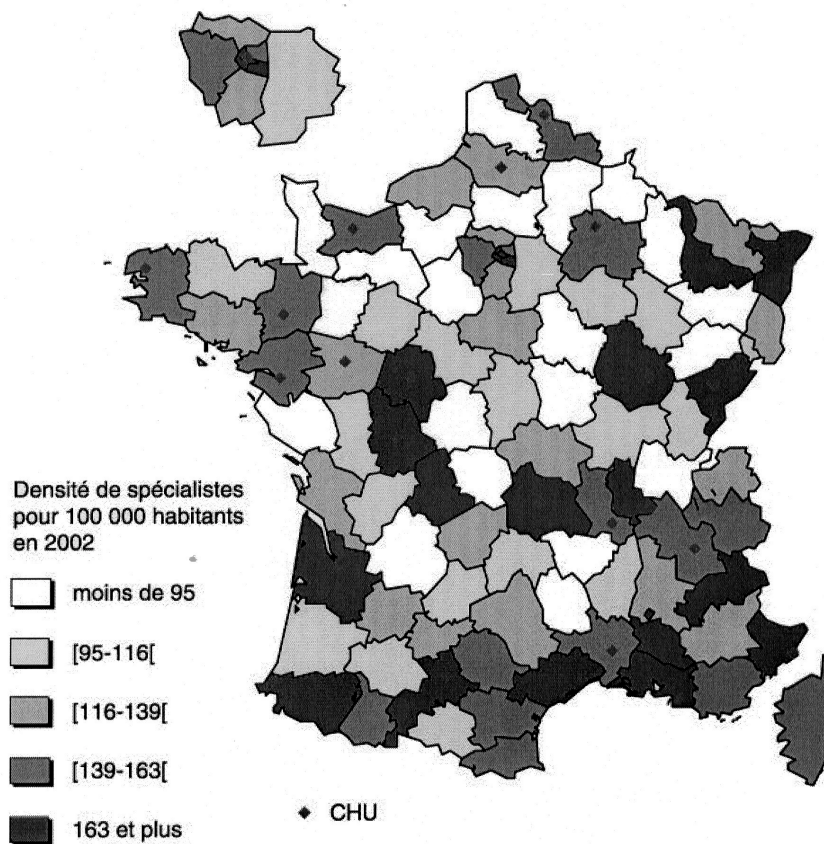 Densité de spécialistes
pour 100 000 habitants
en 2002
moins de 95
[95-116[
[116-139[
[139-163[
163 et plus
CHU